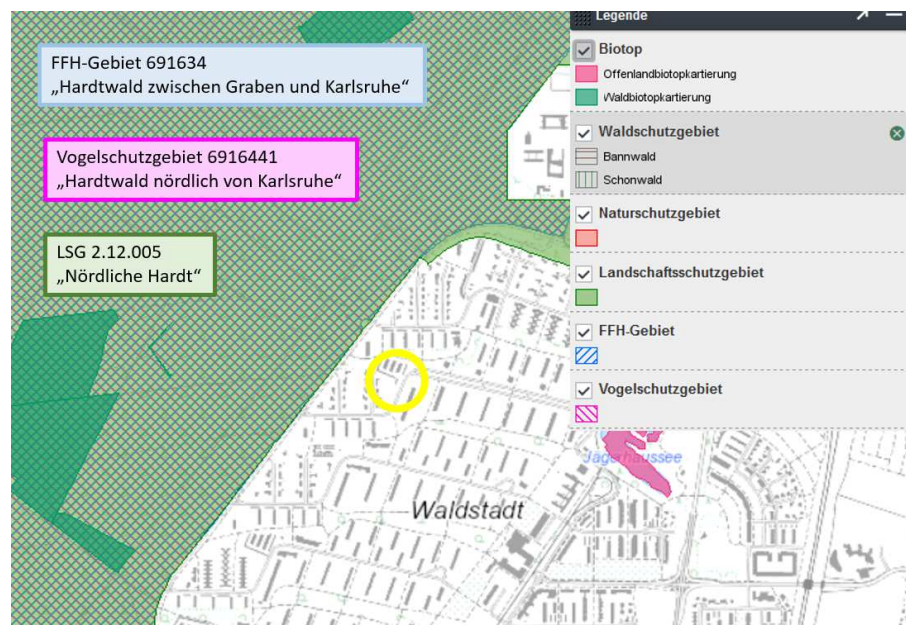 FFH-Gebiet 691634
„Hardtwald zwischen Graben und Karlsruhe“
Vogelschutzgebiet 6916441
„Hardtwald nördlich von Karlsruhe“
LSG 2.12.005
„Nördliche Hardt“
Legende
Biotop
Offenlandbiotopkartierung
Waldbiotopkartierung
Waldschutzgebiet
Bannwald
Schonwald
Naturschutzgebiet
Landschaftsschutzgebiet
FFH-Gebiet
Vogelschutzgebiet
Jägerhaussee
Waldstadt